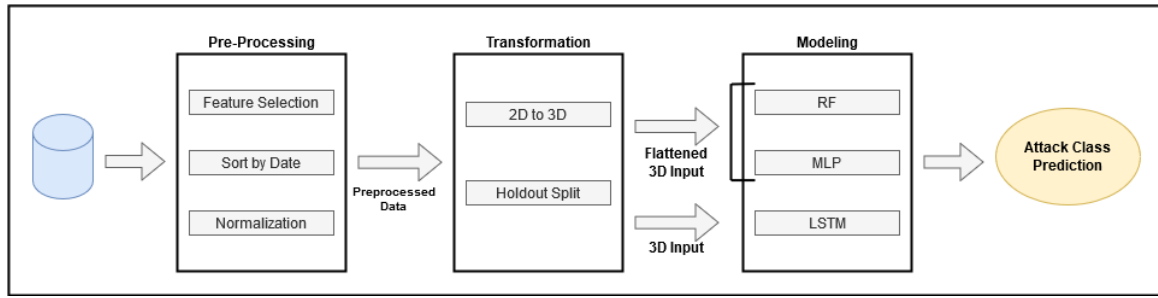 Pre-Processing
Feature Selection
Sort by Date
Normalization
Preprocessed
Data
Transformation
2D to 3D
Holdout Split
Flattened
3D Input
3D Input
Modeling
RF
MLP
LSTM
Attack Class
Prediction